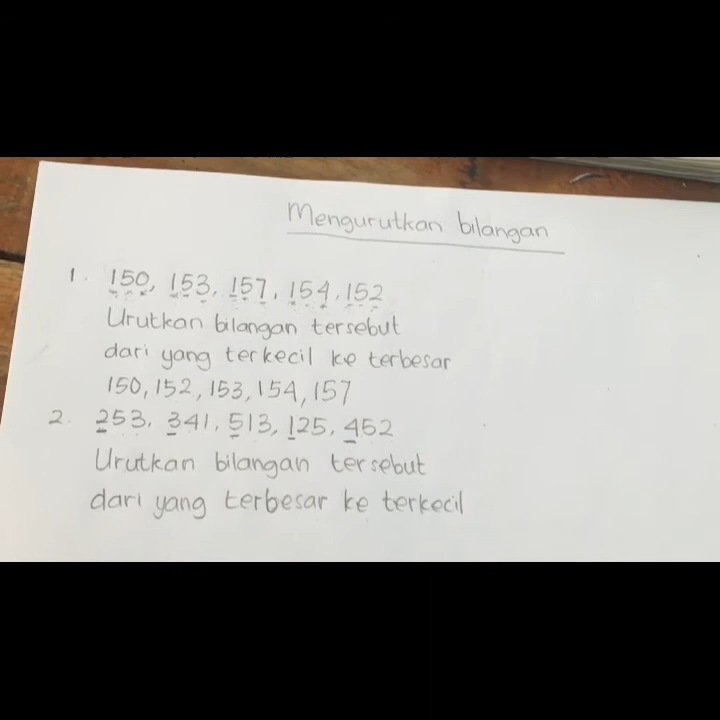 Mengurutkan bilangan
1. 150, 153, 157, 154, 152
Urutkan bilangan tersebut
dari yang terkecil ke terbesar
150, 152, 153, 154, 157
2. 253, 341, 513, 125, 452
Urutkan bilangan tersebut
dari yang terbesar ke terkecil